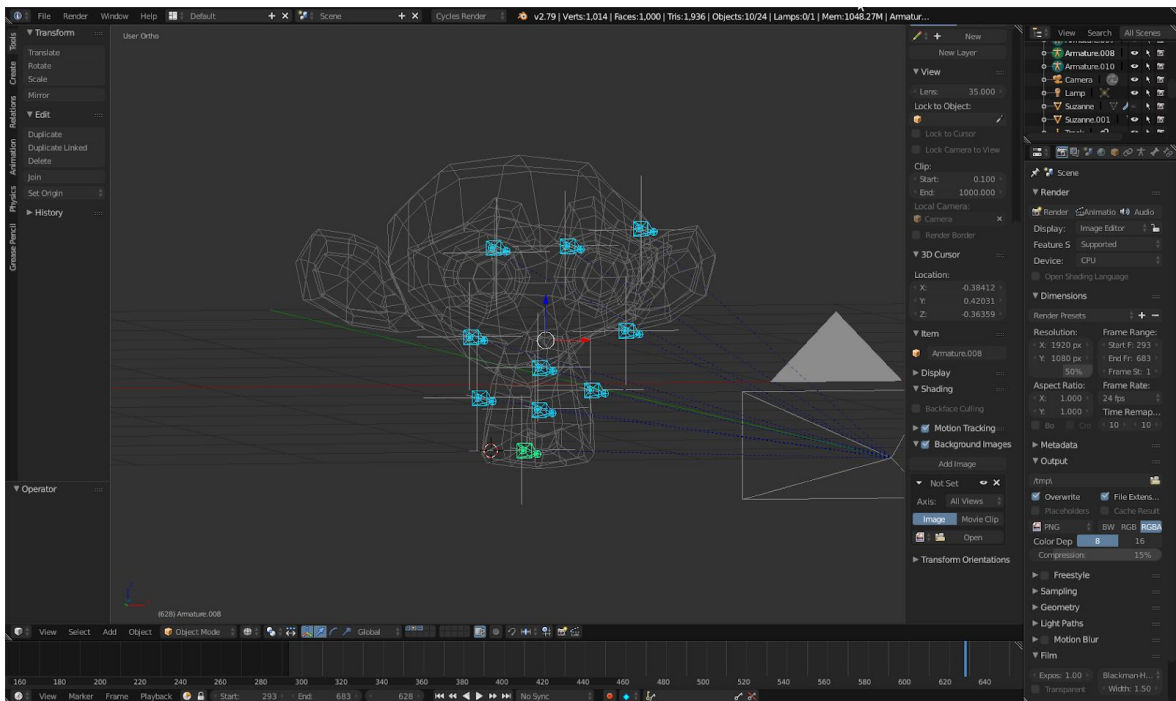 File Render Window Help Default Scene Cycles Render v2.79 | Verts:1,014 | Faces:1,000 | Tris:1,936 | Objects:10/24 | Lamps:0/1 | Mem:1048.27M | Armatur...
Tools
Create
Relations
Animation
Physics
Grease Pencil
Transform
Translate
Rotate
Scale
Mirror
Edit
Duplicate
Duplicate Linked
Delete
Join
Set Origin
History
Operator
User Ortho
(628) Armature.008
New
New Layer
View
Lens: 35.000
Lock to Object:
Lock to Cursor
Lock Camera to View
Clip:
Start: 0.100
End: 1000.000
Local Camera:
Camera
Render Border
3D Cursor
Location:
X: -0.38412
Y: 0.42031
Z: -0.36359
Item
Armature.008
Display
Shading
Backface Culling
Motion Tracking
Background Images
Add Image
Not Set
Axis: All Views
Image Movie Clip
Open
Transform Orientations
View Search All Scenes
Armature.008
Armature.010
Camera
Lamp
Suzanne
Suzanne.001
Scene
Render
Render Animatio Audio
Display: Image Editor
Feature S Supported
Device: CPU
Open Shading Language
Dimensions
Render Presets
Resolution: Frame Range:
X: 1920 px Start F: 293
Y: 1080 px End Fr: 683
50% Frame St: 1
Aspect Ratio: Frame Rate:
X: 1.000 24 fps
Y: 1.000 Time Remap...
Bo 10 10
Metadata
Output
/tmp\
Overwrite File Extens...
Placeholders Cache Result
PNG BW RGB RGBA
Color Dep 8 16
Compression: 15%
Freestyle
Sampling
Geometry
Light Paths
Motion Blur
Film
Expos: 1.00 Blackman-H...
Transparent Width: 1.50
View Select Add Object Object Mode Global
160 180 200 220 240 260 280 300 320 340 360 380 400 420 440 460 480 500 520 540 560 580 600 620 640
View Marker Frame Playback Start: 293 End: 683 628 No Sync